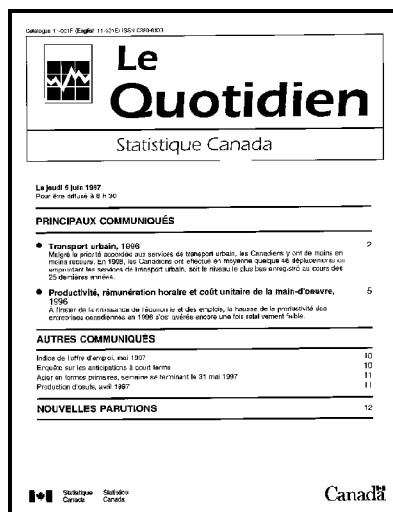 Catalogue 11-001F (English 11-001E) ISSN 0380-6103
Le
Quotidien
Statistique Canada
Le jeudi 5 juin 1997
Pour être diffusé à 8 h 30
PRINCIPAUX COMMUNIQUÉS
● Transport urbain, 1996 2
Malgré la priorité accordée aux services de transport urbain, les Canadiens y ont de moins en
moins recours. En 1996, les Canadiens ont effectué en moyenne quelque 46 déplacements en
empruntant les services de transport urbain, soit le niveau le plus bas enregistré au cours des
25 dernières années.
● Productivité, rémunération horaire et coût unitaire de la main-d'oeuvre, 5
1996
À l'instar de la croissance de l'économie et des emplois, la hausse de la productivité des
entreprises canadiennes en 1996 s'est avérée encore une fois relativement faible.
AUTRES COMMUNIQUÉS
Indice de l'offre d'emploi, mai 1997 10
Enquête sur les anticipations à court terme 10
Acier en formes primaires, semaine se terminant le 31 mai 1997 11
Production d'oeufs, avril 1997 11
NOUVELLES PARUTIONS 12
Statistique Statistics
Canada Canada
Canada